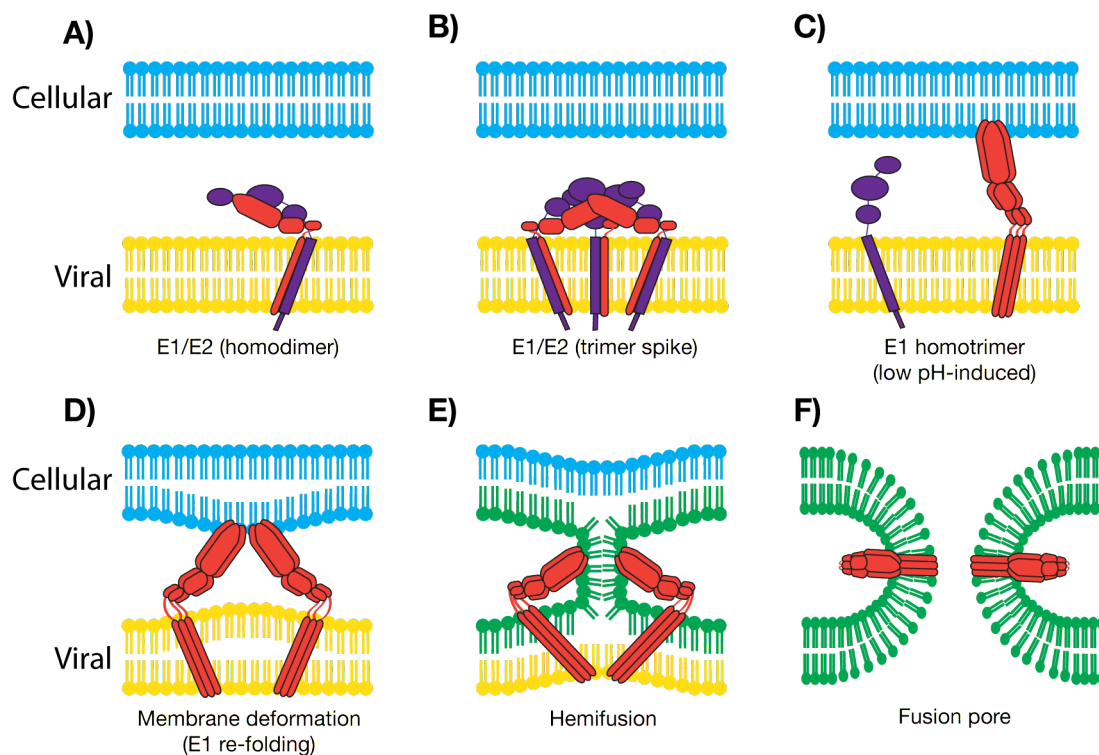 A)
B)
C)
Cellular
Viral
E1/E2 (homodimer)
E1/E2 (trimer spike)
E1 homotrimer
(low pH-induced)
D)
E)
F)
Cellular
Viral
Membrane deformation
(E1 re-folding)
Hemifusion
Fusion pore